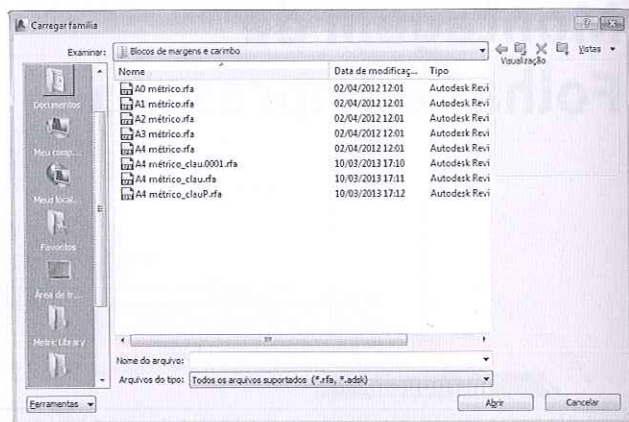 Carregar família
Examinar: Blocos de margens e carimbo
Vistas
Visualização
Nome Data de modificaç... Tipo
A0 métrico.rfa 02/04/2012 12:01 Autodesk Revi
A1 métrico.rfa 02/04/2012 12:01 Autodesk Revi
A2 métrico.rfa 02/04/2012 12:01 Autodesk Revi
A3 métrico.rfa 02/04/2012 12:01 Autodesk Revi
A4 métrico.rfa 02/04/2012 12:01 Autodesk Revi
A4 métrico_clau.0001.rfa 10/03/2013 17:10 Autodesk Revi
A4 métrico_clau.rfa 10/03/2013 17:11 Autodesk Revi
A4 métrico_clauP.rfa 10/03/2013 17:12 Autodesk Revi
Documentos
Meu comp...
Meus locai...
Favoritos
Área de tr...
Metric Library
Nome do arquivo:
Arquivos do tipo: Todos os arquivos suportados (*.rfa, *.adsk)
Ferramentas Abrir Cancelar